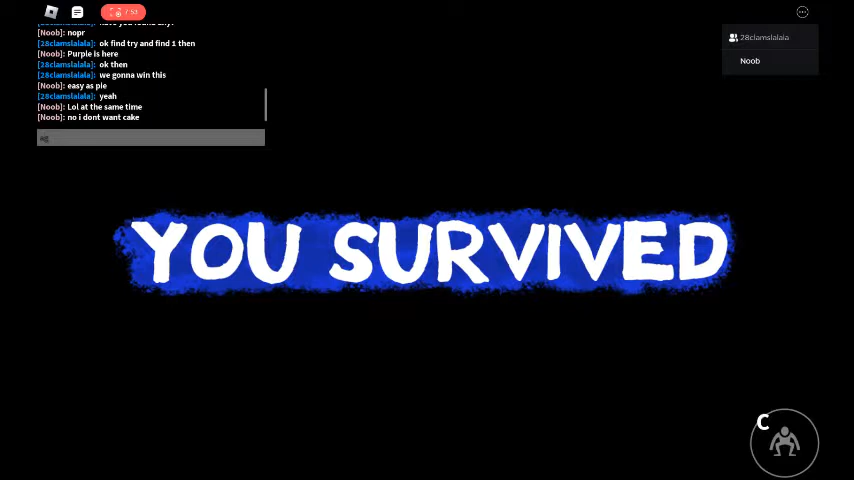 [Noob]: nopr
[28clamslalala]: ok find try and find 1 then
[Noob]: Purple is here
[28clamslalala]: ok then
[28clamslalala]: we gonna win this
[Noob]: easy as pie
[28clamslalala]: yeah
[Noob]: Lol at the same time
[Noob]: no i dont want cake
28clamslalala
Noob
YOU SURVIVED
C